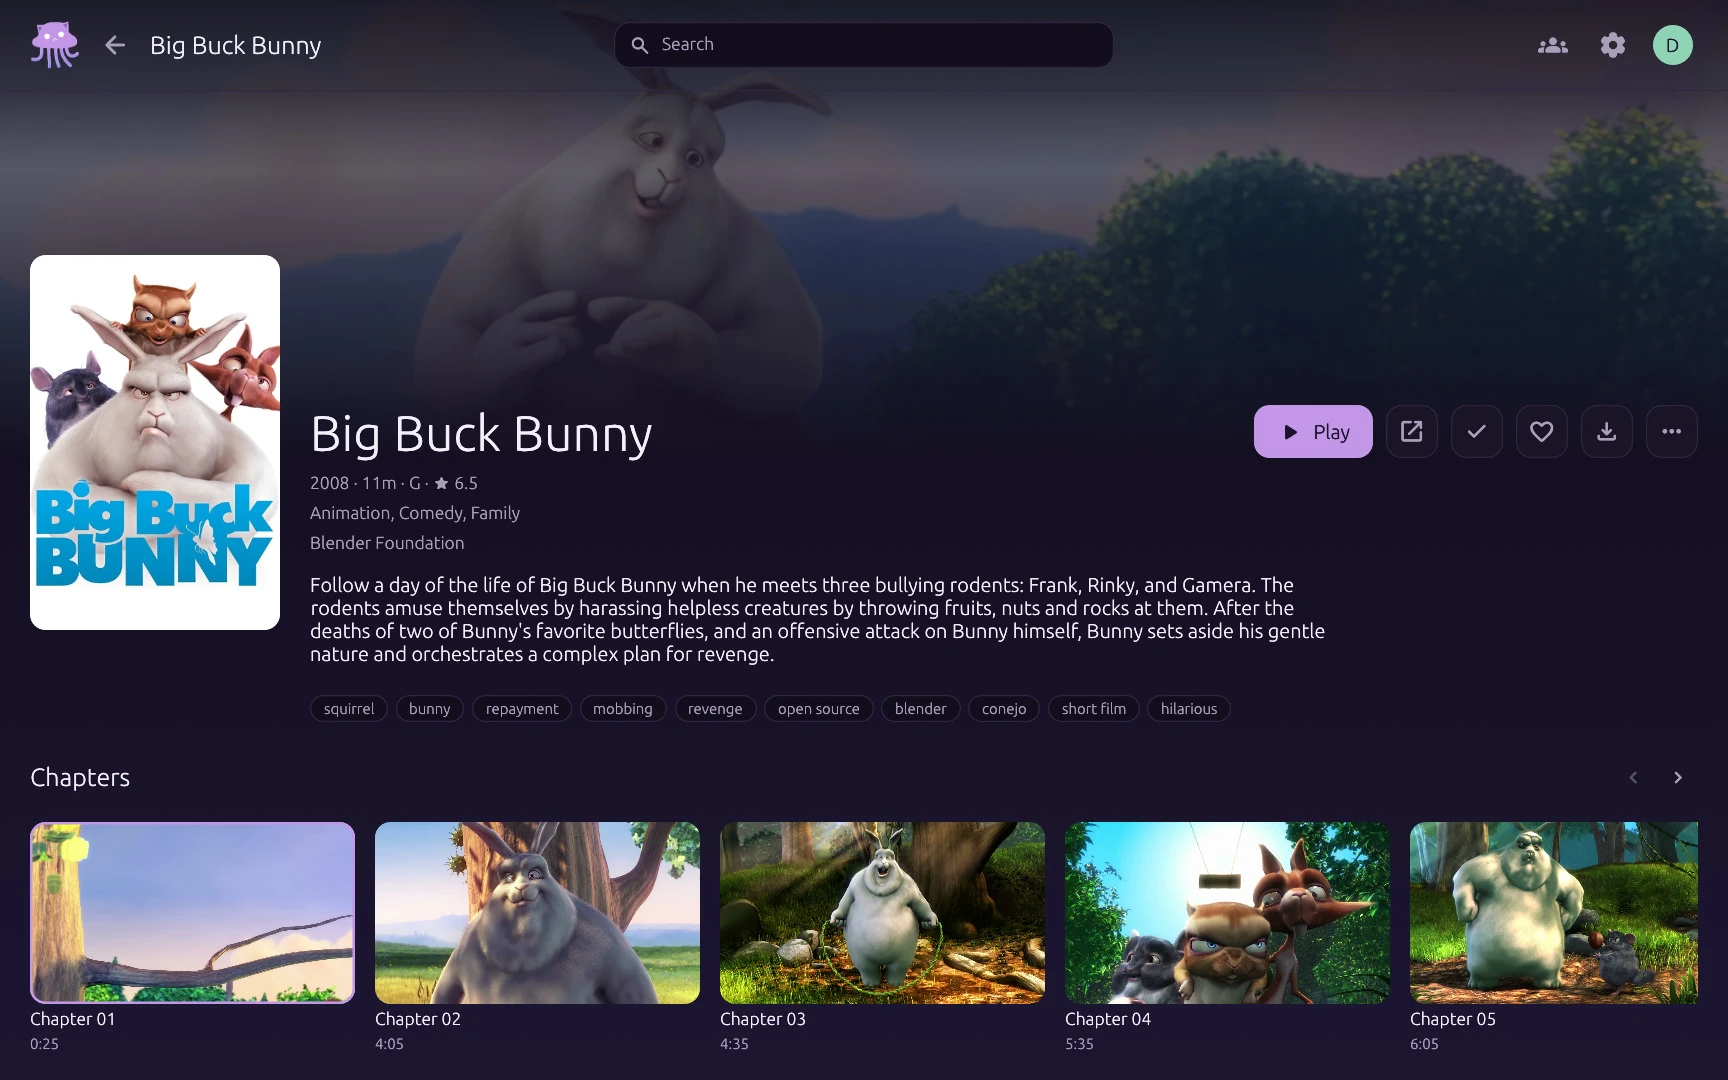 Big Buck Bunny
Search
D
Big Buck
BUNNY
Big Buck Bunny
Play
2008 · 11m · G · ★ 6.5
Animation, Comedy, Family
Blender Foundation
Follow a day of the life of Big Buck Bunny when he meets three bullying rodents: Frank, Rinky, and Gamera. The
rodents amuse themselves by harassing helpless creatures by throwing fruits, nuts and rocks at them. After the
deaths of two of Bunny's favorite butterflies, and an offensive attack on Bunny himself, Bunny sets aside his gentle
nature and orchestrates a complex plan for revenge.
squirrel bunny repayment mobbing revenge open source blender conejo short film hilarious
Chapters
Chapter 01 Chapter 02 Chapter 03 Chapter 04 Chapter 05
0:25 4:05 4:35 5:35 6:05